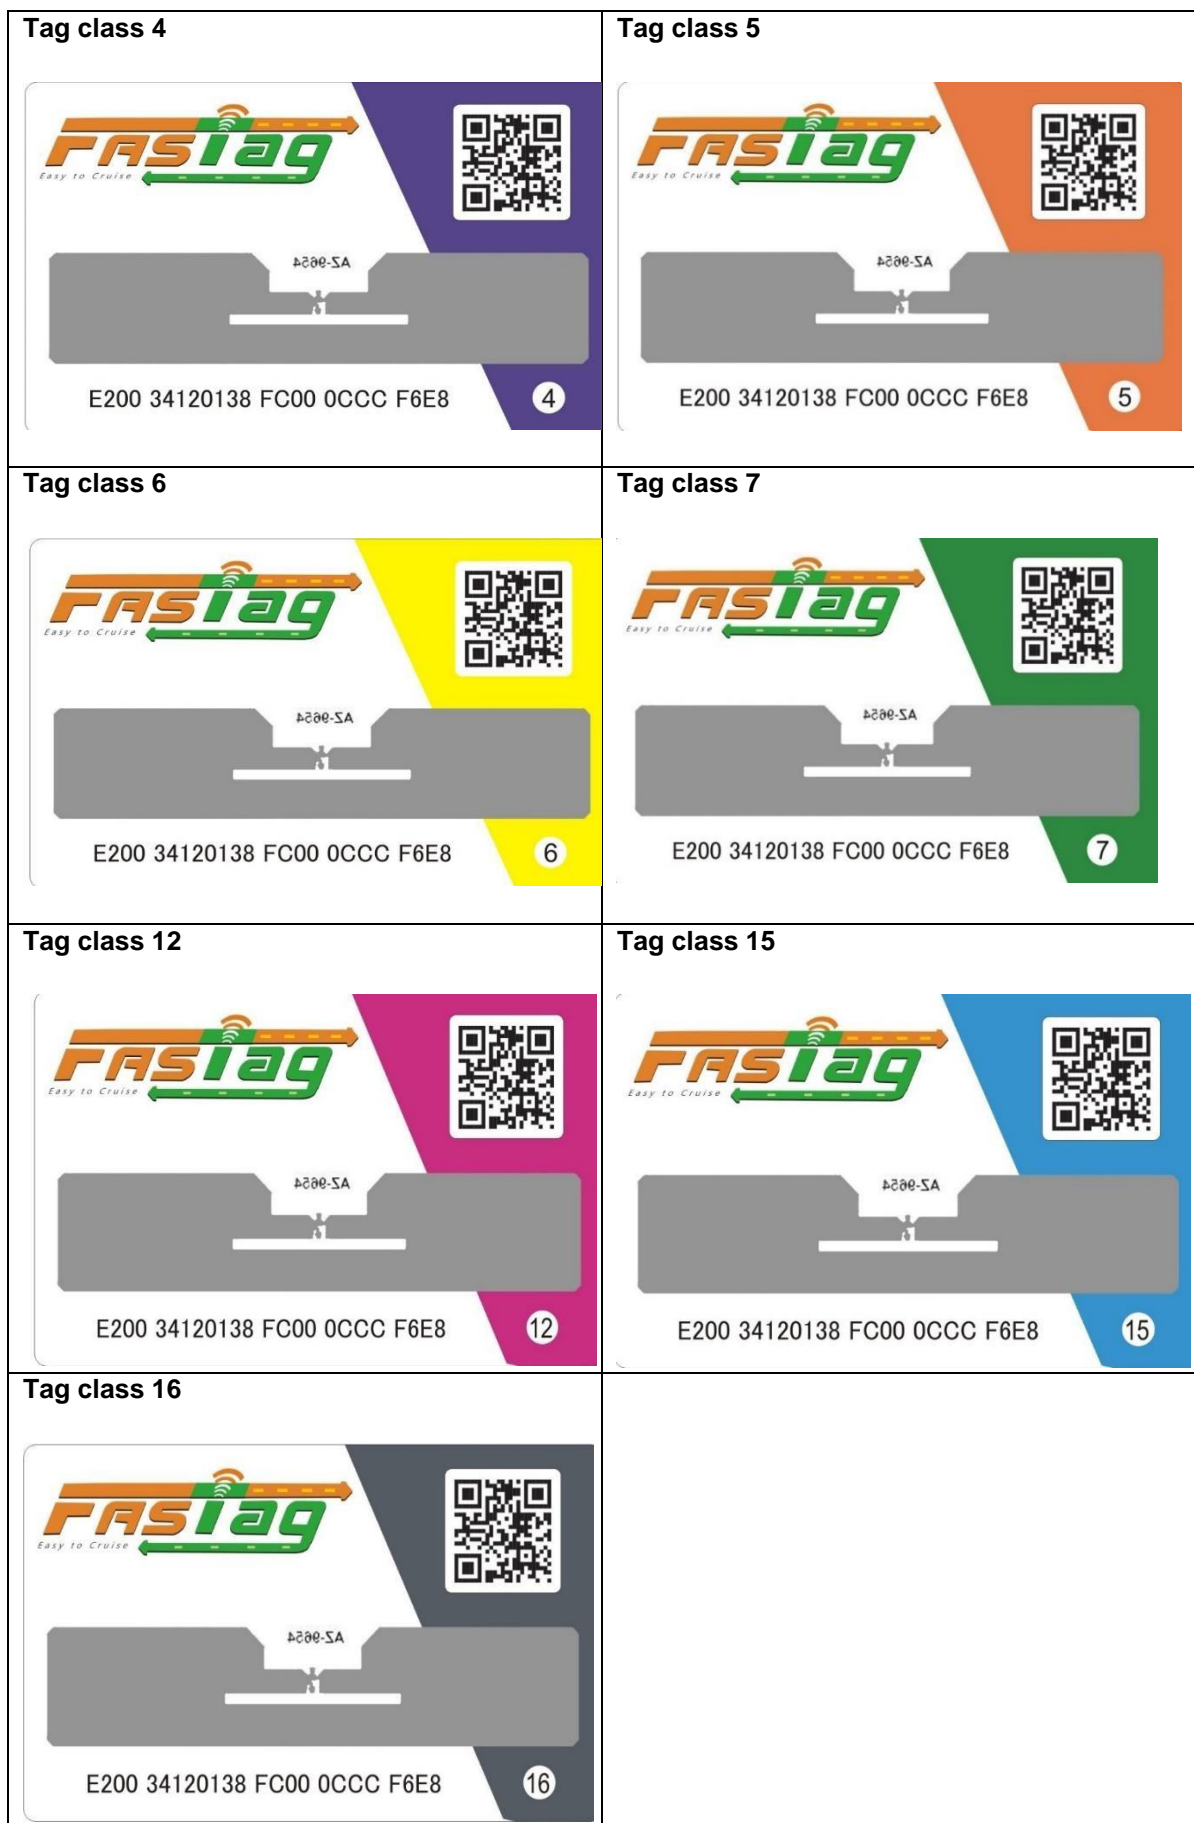 Tag class 4
FASTag
Easy to Cruise
AZ-9654
E200 34120138 FC00 0CCC F6E8
4
Tag class 5
FASTag
Easy to Cruise
AZ-9654
E200 34120138 FC00 0CCC F6E8
5
Tag class 6
FASTag
Easy to Cruise
AZ-9654
E200 34120138 FC00 0CCC F6E8
6
Tag class 7
FASTag
Easy to Cruise
AZ-9654
E200 34120138 FC00 0CCC F6E8
7
Tag class 12
FASTag
Easy to Cruise
AZ-9654
E200 34120138 FC00 0CCC F6E8
12
Tag class 15
FASTag
Easy to Cruise
AZ-9654
E200 34120138 FC00 0CCC F6E8
15
Tag class 16
FASTag
Easy to Cruise
AZ-9654
E200 34120138 FC00 0CCC F6E8
16